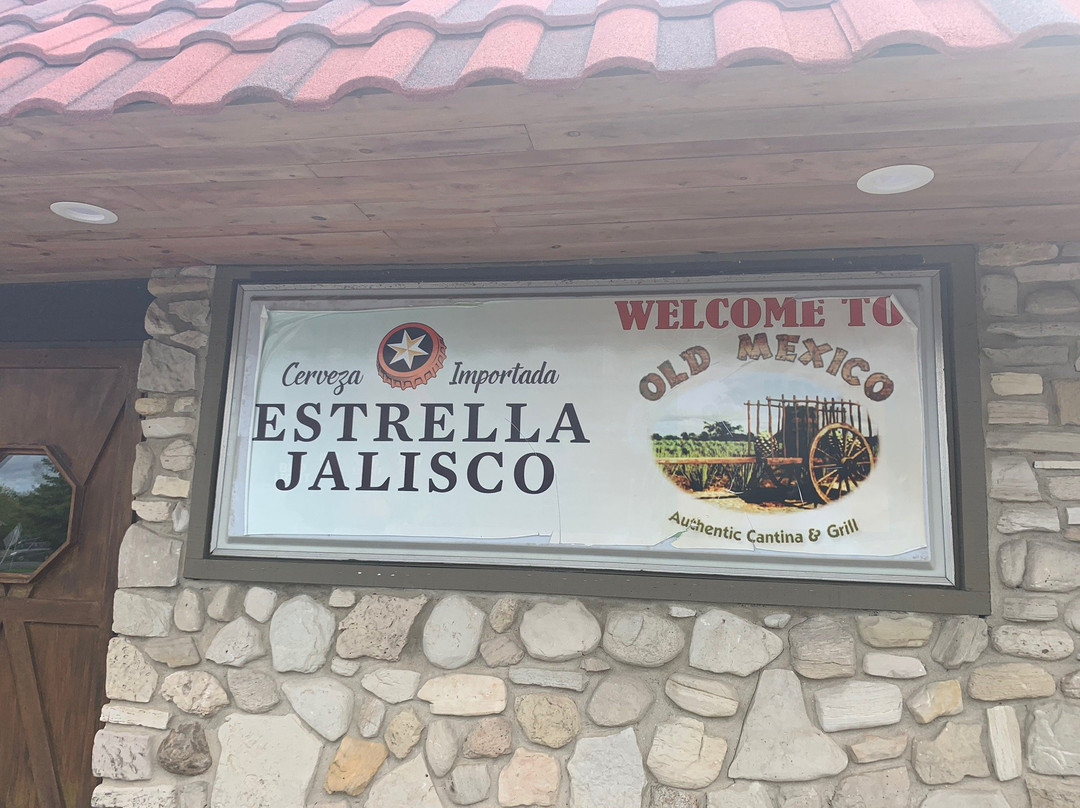 Cerveza Importada
ESTRELLA
JALISCO
WELCOME TO
OLD MEXICO
Authentic Cantina & Grill